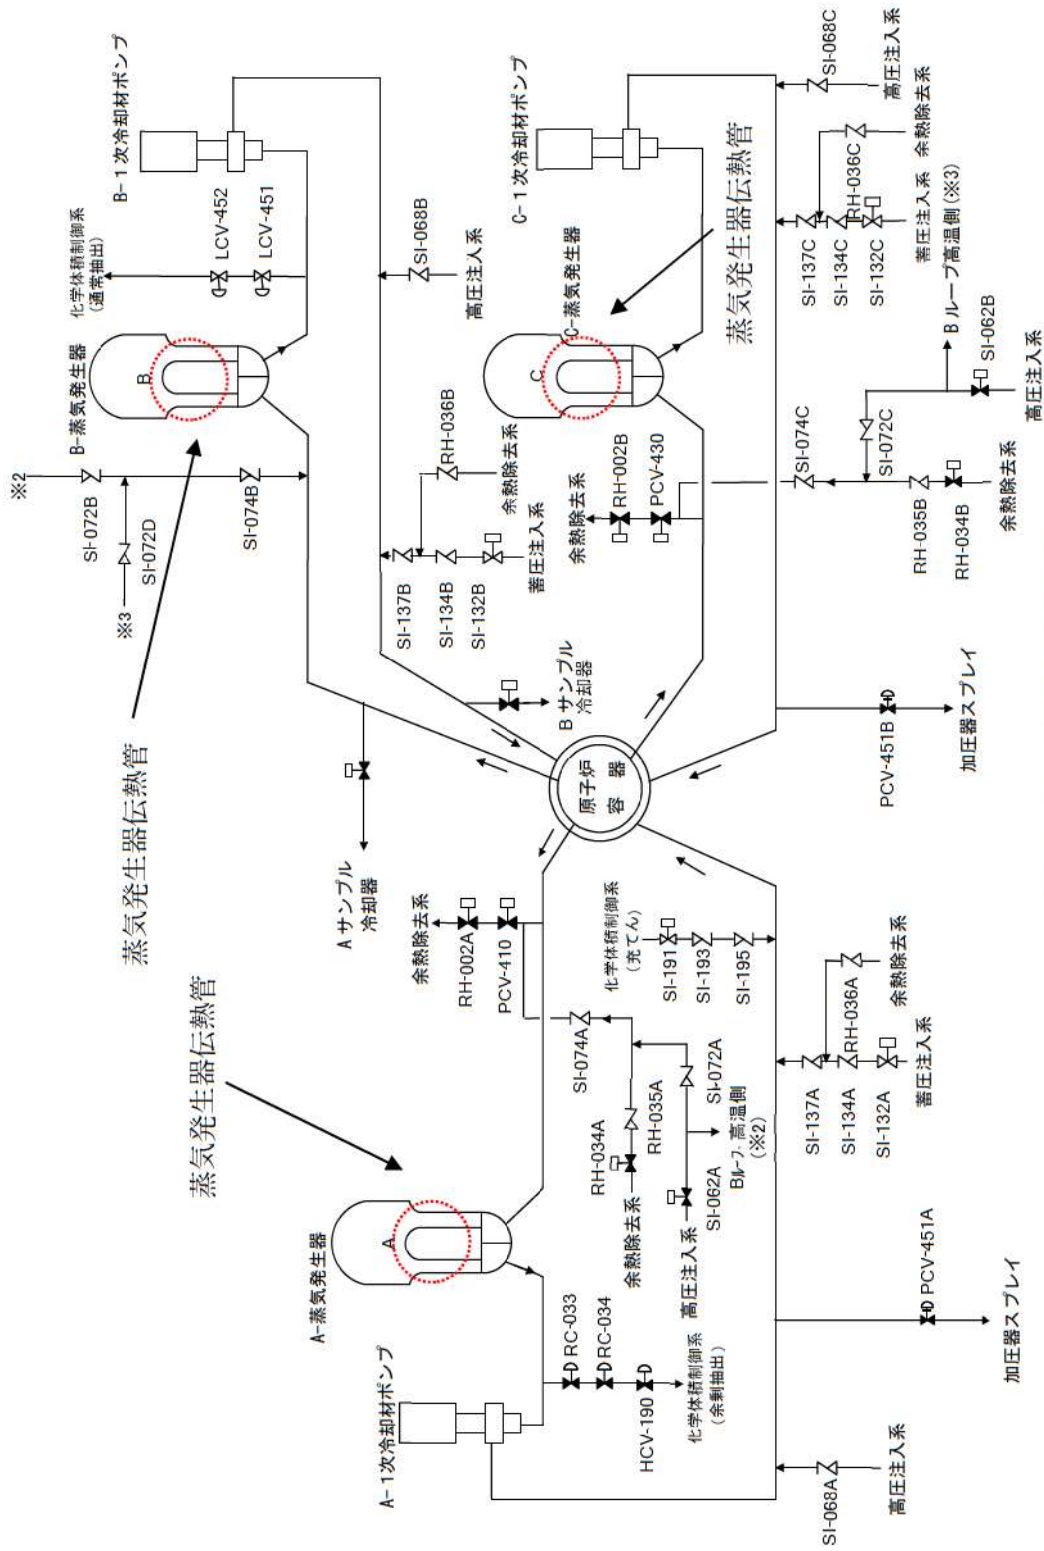 蒸気発生器伝熱管
蒸気発生器伝熱管
蒸気発生器伝熱管
A-1次冷却材ポンプ
A-蒸気発生器
A
RC-033
RC-034
HCV-190
化学体積制御系
(余剰抽出)
SI-068A
高圧注入系
PCV-451A
加圧器スプレイ
余熱除去系
RH-002A
PCV-410
SI-074A
RH-034A
RH-035A
余熱除去系
SI-072A
SI-062A
高圧注入系
Bループ高温側
(※2)
化学体積制御系
(充てん)
SI-191
SI-193
SI-195
SI-137A
SI-134A
SI-132A
RH-036A
余熱除去系
蓄圧注入系
Aサンプル
冷却器
原子炉
容器
Bサンプル
冷却器
※2
SI-072B
※3
SI-072D
SI-074B
B-蒸気発生器
B
化学体積制御系
(通常抽出)
LCV-452
LCV-451
B-1次冷却材ポンプ
SI-068B
高圧注入系
SI-137B
SI-134B
SI-132B
RH-036B
余熱除去系
蓄圧注入系
C-蒸気発生器
C
C-1次冷却材ポンプ
余熱除去系
RH-002B
PCV-430
SI-074C
SI-072C
RH-035B
RH-034B
余熱除去系
Bループ高温側(※3)
SI-062B
高圧注入系
SI-137C
SI-134C
SI-132C
RH-036C
余熱除去系
蓄圧注入系
SI-068C
高圧注入系
PCV-451B
加圧器スプレイ